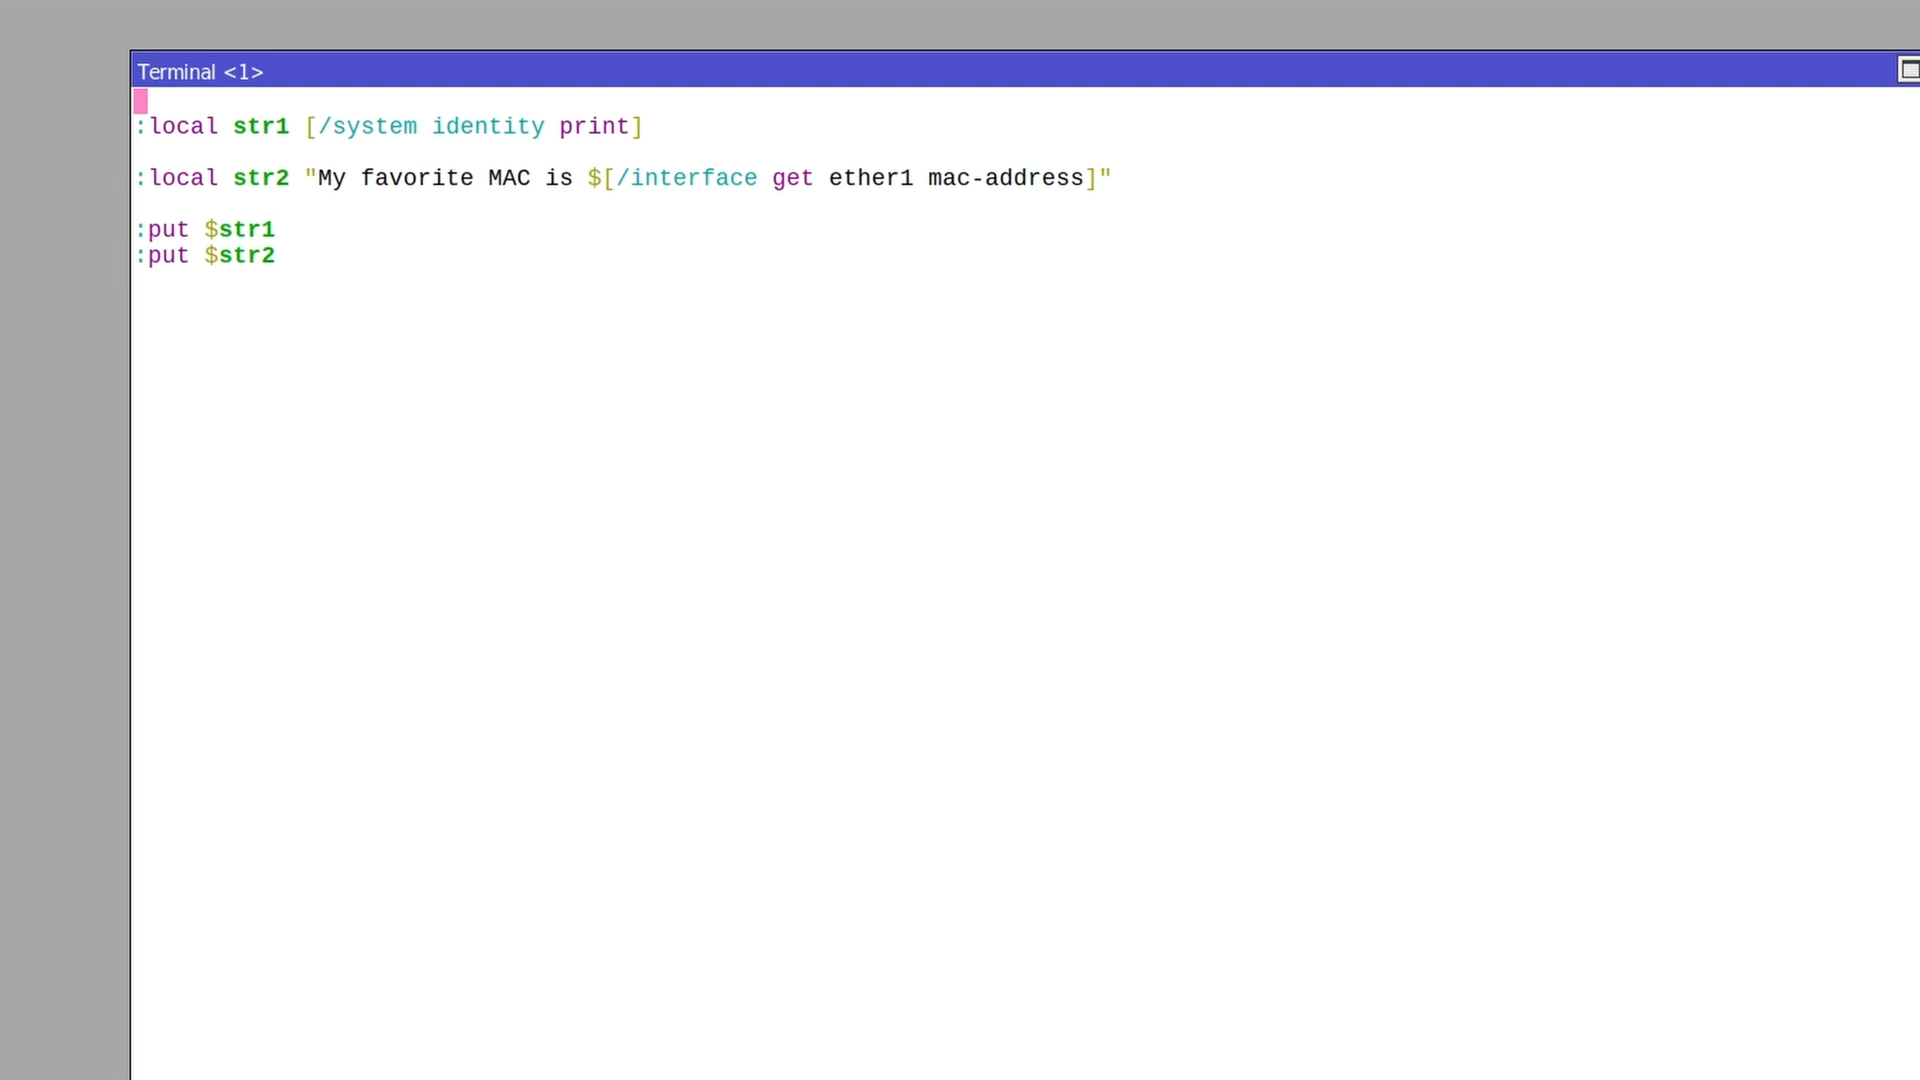 Terminal <1>
:local str1 [/system identity print]
:local str2 "My favorite MAC is $[/interface get ether1 mac-address]"
:put $str1
:put $str2